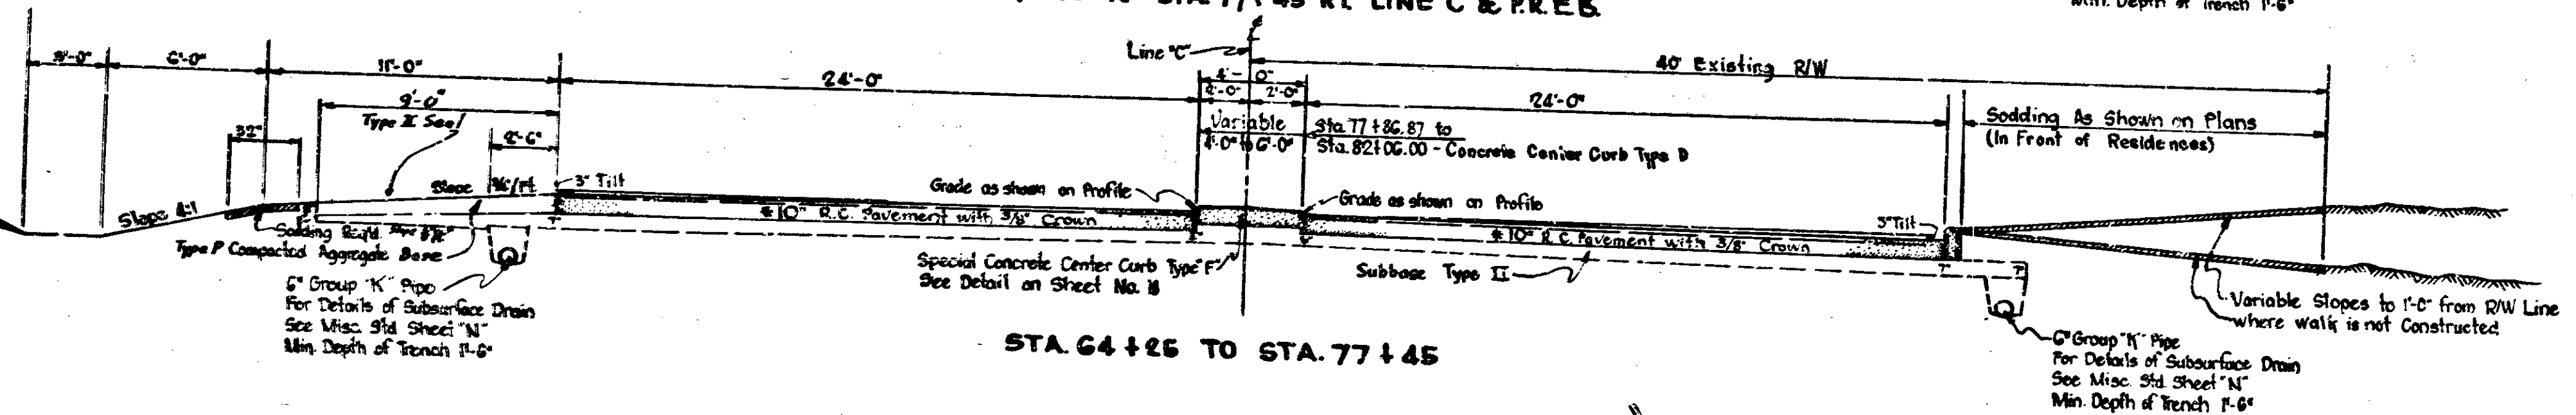 STA. 77+45 RT. LINE C & P.R.E.B.
Min. Depth of Trench 1'-6"
Line "C"
40' Existing R/W
6'-0"
11'-0"
24'-0"
4'-0"
2'-0"
24'-0"
9'-0"
Type II Seal
32"
2'-6"
Variable
4'-0" to 6'-0"
Sta. 77+86.87 to
Sta. 82+06.00 - Concrete Center Curb Type D
Sodding As Shown on Plans
(In Front of Residences)
Slope 4:1
Slope 3/4"/Ft
3" Tilt
Grade as shown on Profile
Grade as shown on Profile
3" Tilt
* 10" R.C. Pavement with 3/8" Crown
* 10" R.C. Pavement with 3/8" Crown
Sodding Req'd.
Type P Compacted Aggregate Base
Special Concrete Center Curb Type "F"
See Detail on Sheet No.
Subbase Type II
6" Group "K" Pipe
For Details of Subsurface Drain
See Misc. Std Sheet "N"
Min. Depth of Trench 1'-6"
Variable Slopes to 1'-0" from R/W Line
where walk is not Constructed
6" Group "K" Pipe
For Details of Subsurface Drain
See Misc. Std. Sheet "N"
Min. Depth of Trench 1'-6"
STA. 64+25 TO STA. 77+45